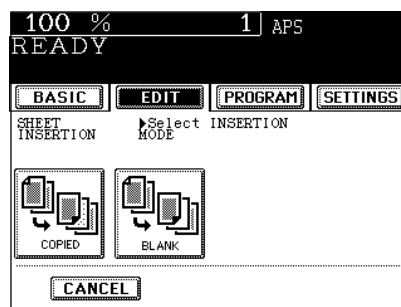 100 % 1 APS
READY
BASIC EDIT PROGRAM SETTINGS
SHEET ▶Select INSERTION
INSERTION MODE
COPIED BLANK
CANCEL